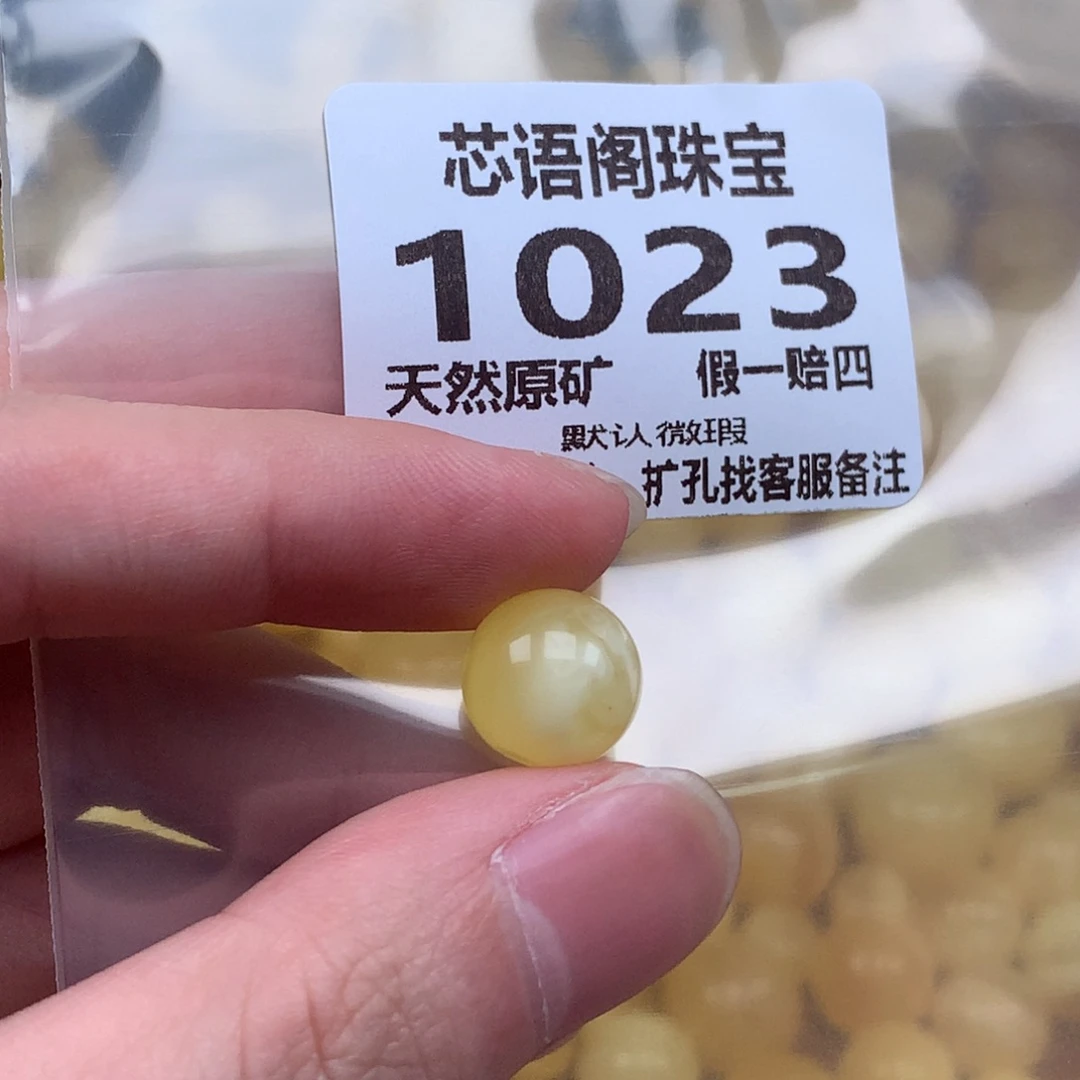 芯语阁珠宝
1023
天然原矿 假一赔四
默认微瑕
扩孔找客服备注